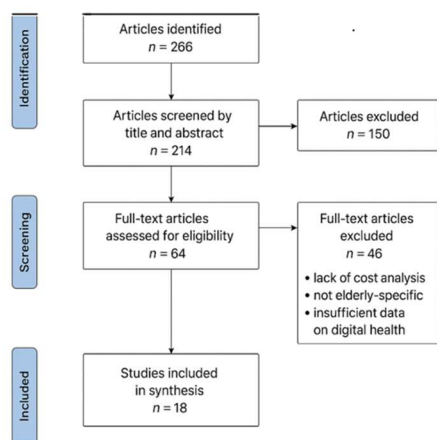 Identification
Articles identified
n = 266
Articles screened by
title and abstract
n = 214
Articles excluded
n = 150
Screening
Full-text articles
assessed for eligibility
n = 64
Full-text articles
excluded
n = 46
• lack of cost analysis
• not elderly-specific
• insufficient data
on digital health
Included
Studies included
in synthesis
n = 18